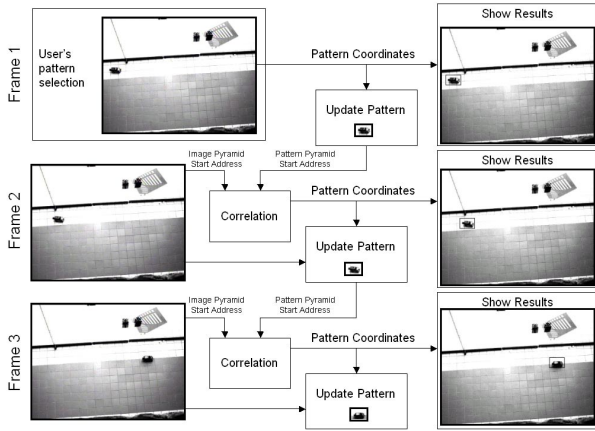 Frame 1
User's
pattern
selection
Pattern Coordinates
Show Results
Update Pattern
Image Pyramid
Start Address
Pattern Pyramid
Start Address
Frame 2
Correlation
Pattern Coordinates
Show Results
Update Pattern
Image Pyramid
Start Address
Pattern Pyramid
Start Address
Frame 3
Correlation
Pattern Coordinates
Show Results
Update Pattern